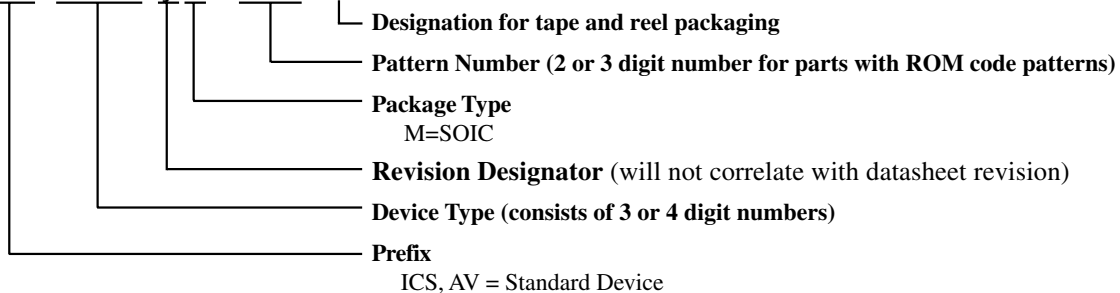 Designation for tape and reel packaging
Pattern Number (2 or 3 digit number for parts with ROM code patterns)
Package Type
M=SOIC
Revision Designator (will not correlate with datasheet revision)
Device Type (consists of 3 or 4 digit numbers)
Prefix
ICS, AV = Standard Device